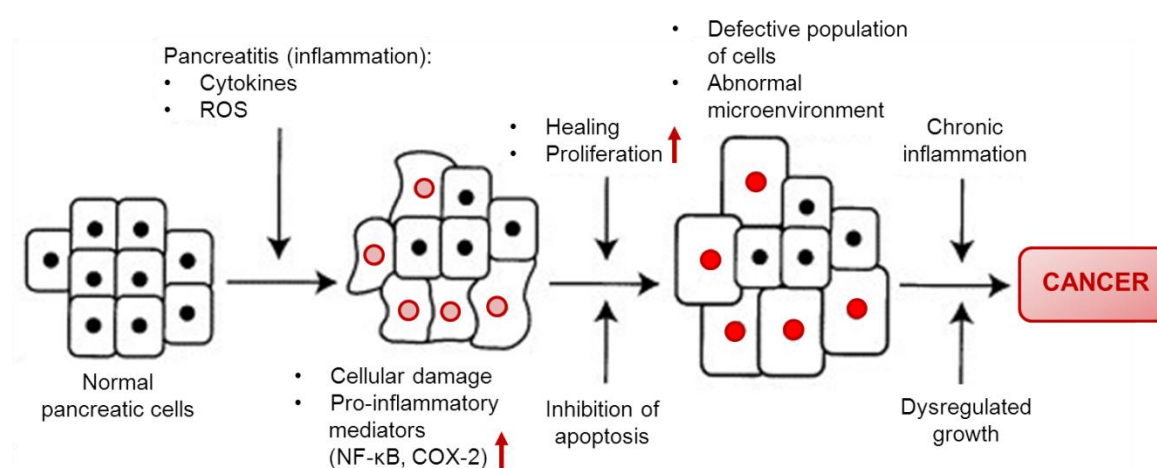 Pancreatitis (inflammation):
• Cytokines
• ROS
Normal
pancreatic cells
• Cellular damage
• Pro-inflammatory
mediators
(NF-κB, COX-2)
• Healing
• Proliferation
Inhibition of
apoptosis
• Defective population
of cells
• Abnormal
microenvironment
Chronic
inflammation
Dysregulated
growth
CANCER